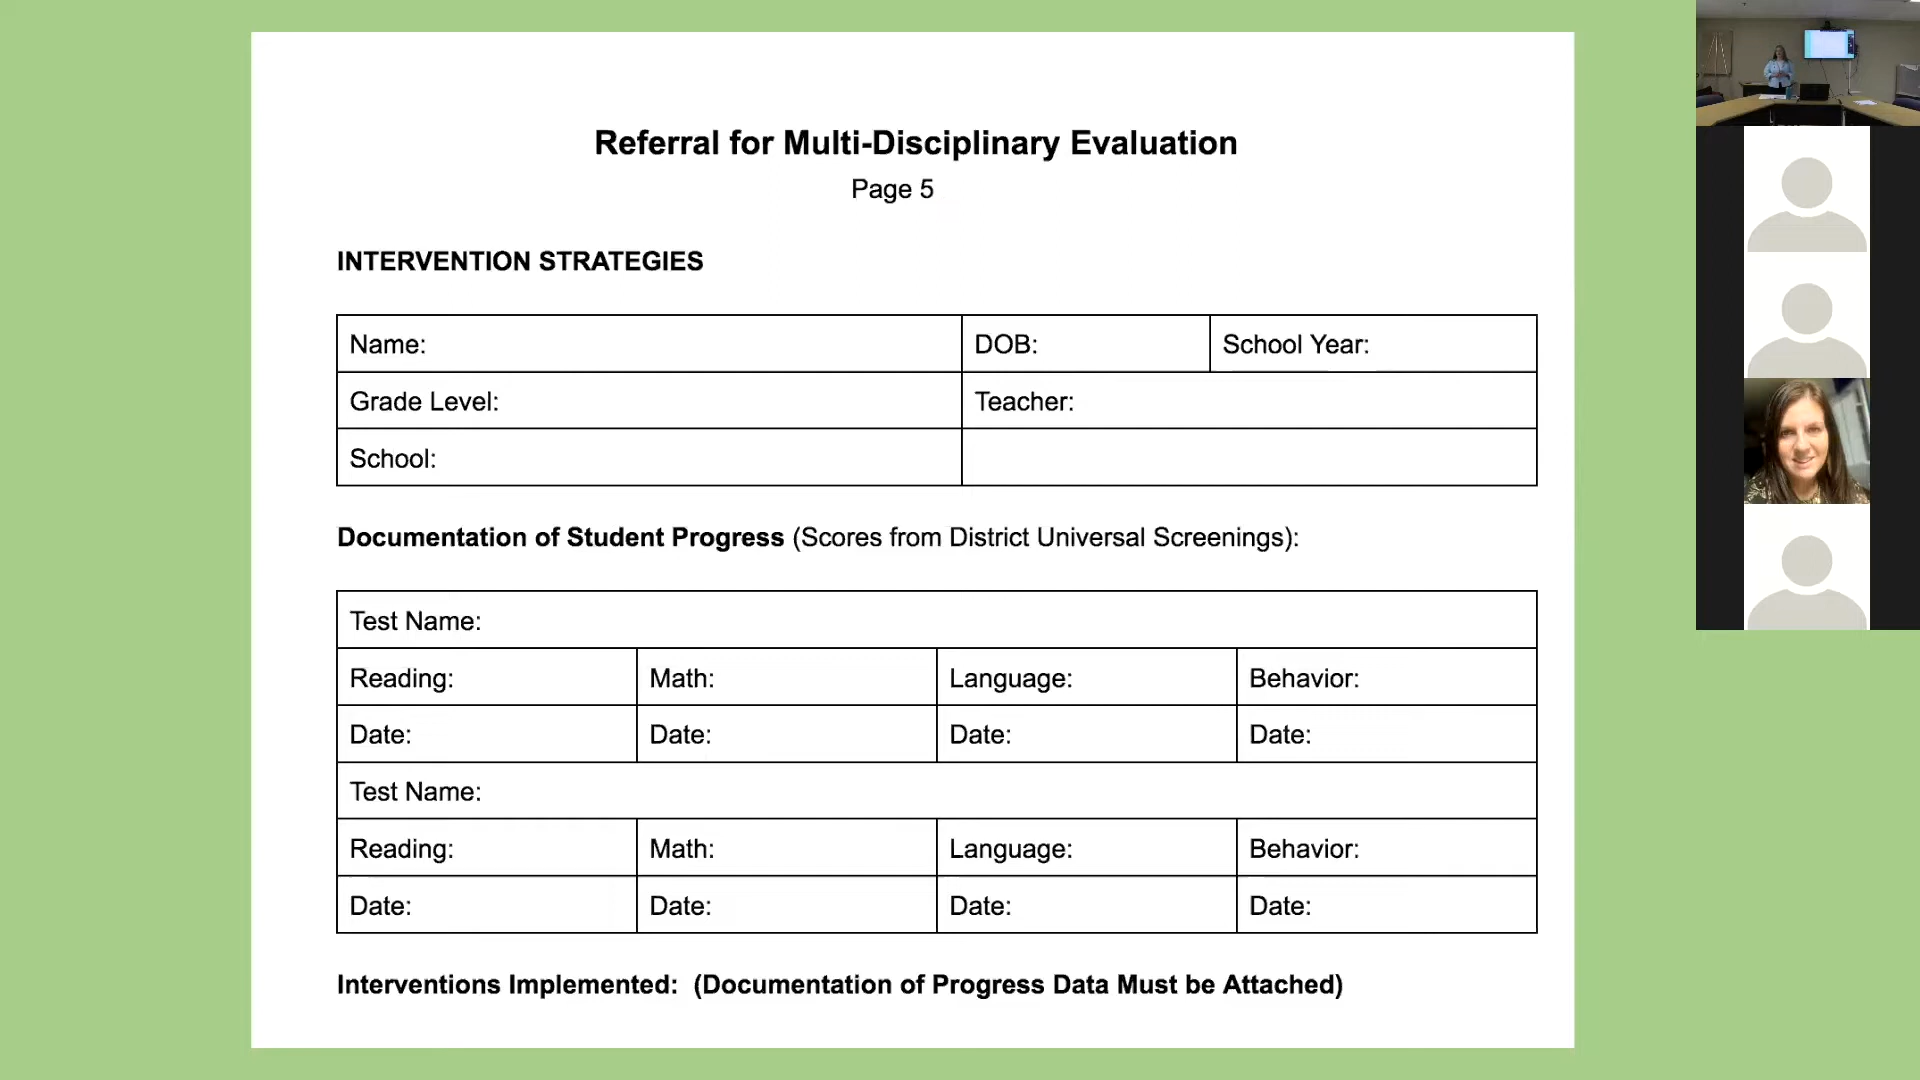 Referral for Multi-Disciplinary Evaluation
Page 5
INTERVENTION STRATEGIES
Name: DOB: School Year:
Grade Level: Teacher:
School:
Documentation of Student Progress (Scores from District Universal Screenings):
Test Name:
Reading: Math: Language: Behavior:
Date: Date: Date: Date:
Test Name:
Reading: Math: Language: Behavior:
Date: Date: Date: Date:
Interventions Implemented: (Documentation of Progress Data Must be Attached)